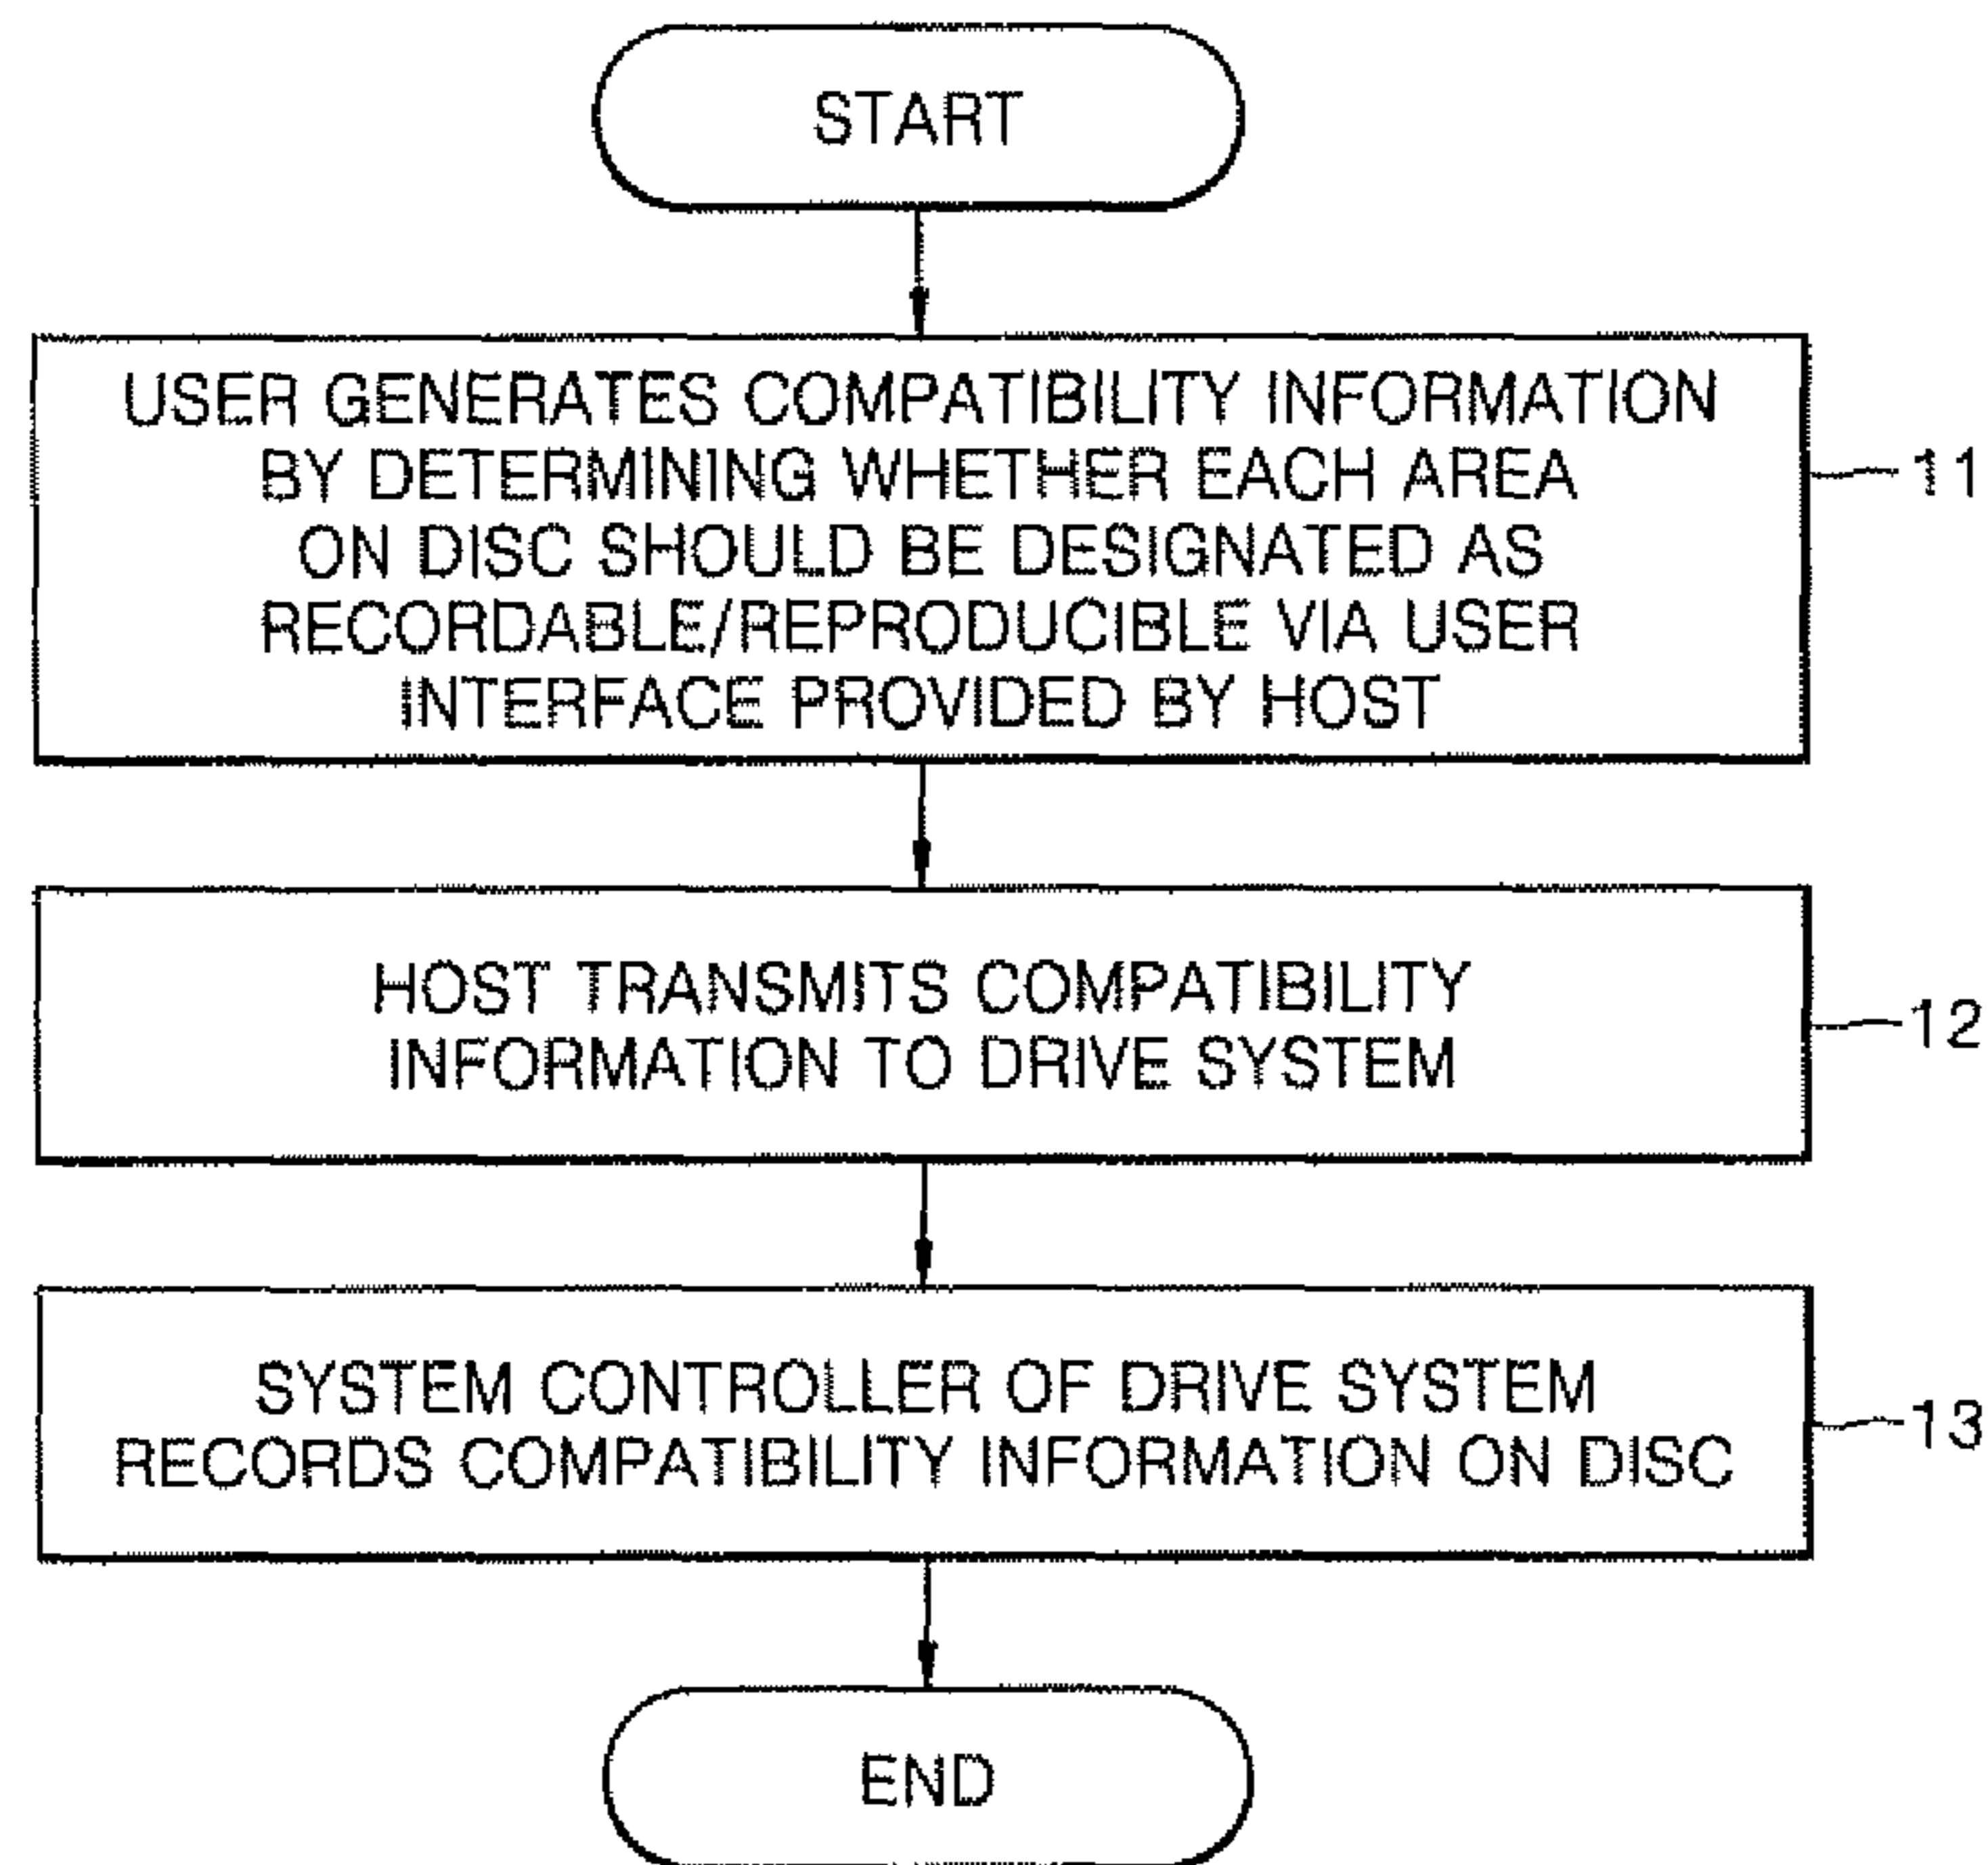 START
USER GENERATES COMPATIBILITY INFORMATION
BY DETERMINING WHETHER EACH AREA
ON DISC SHOULD BE DESIGNATED AS
RECORDABLE/REPRODUCIBLE VIA USER
INTERFACE PROVIDED BY HOST
11
HOST TRANSMITS COMPATIBILITY
INFORMATION TO DRIVE SYSTEM
12
SYSTEM CONTROLLER OF DRIVE SYSTEM
RECORDS COMPATIBILITY INFORMATION ON DISC
13
END